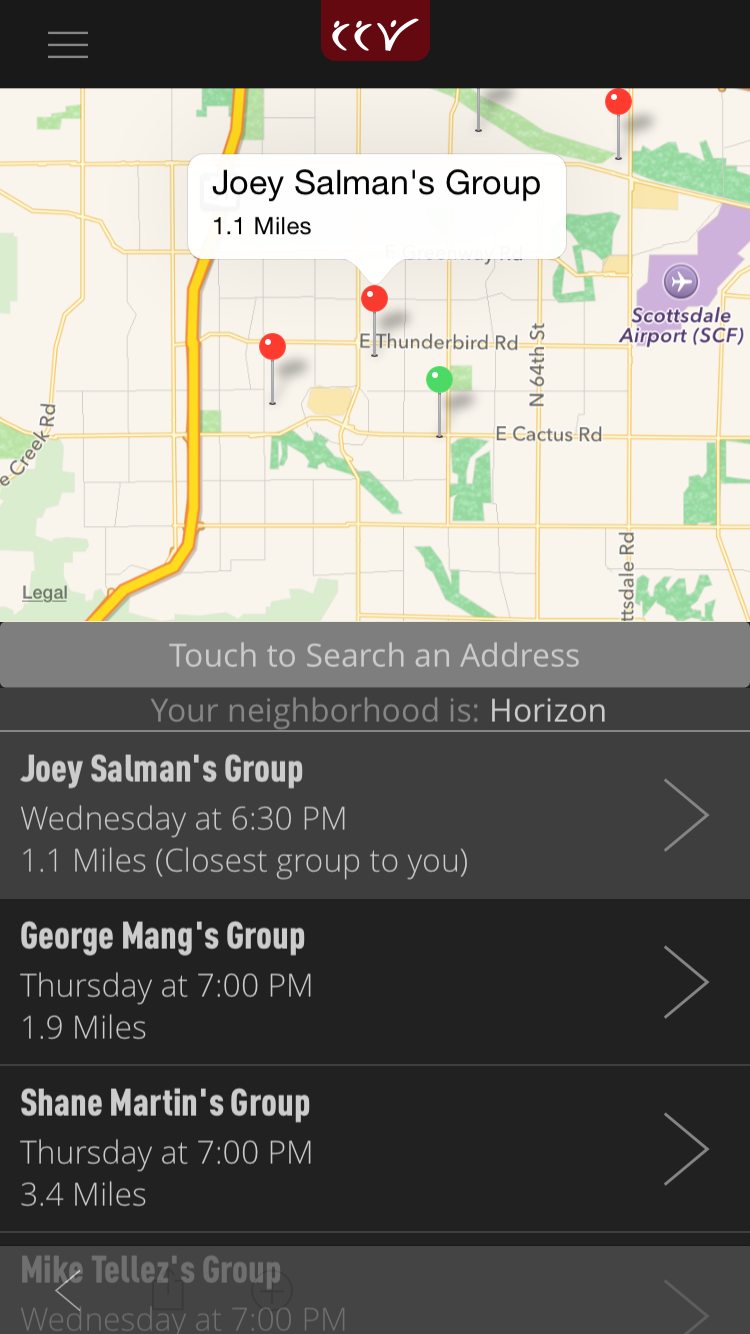 CCV
Joey Salman's Group
1.1 Miles
E Greenway Rd
E Thunderbird Rd
Scottsdale
Airport (SCF)
N 64th St
E Cactus Rd
e Creek Rd
ttsdale Rd
Legal
Touch to Search an Address
Your neighborhood is: Horizon
Joey Salman's Group
Wednesday at 6:30 PM
1.1 Miles (Closest group to you)
George Mang's Group
Thursday at 7:00 PM
1.9 Miles
Shane Martin's Group
Thursday at 7:00 PM
3.4 Miles
Mike Tellez's Group
Wednesday at 7:00 PM